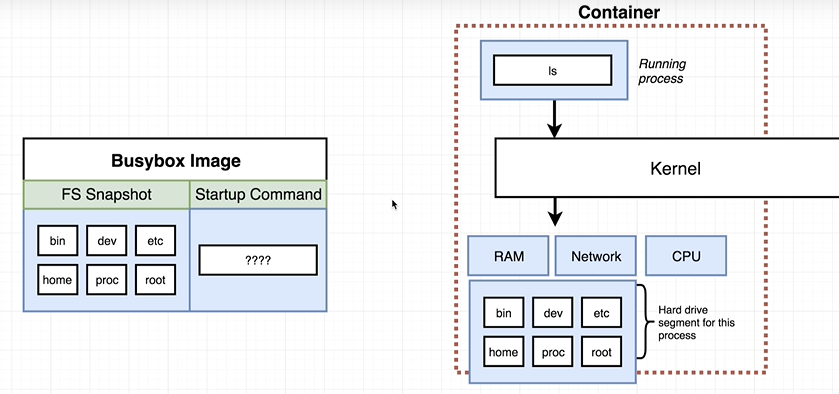 Container
ls
Running
process
Kernel
Busybox Image
FS Snapshot
Startup Command
bin
dev
etc
????
home
proc
root
RAM
Network
CPU
bin
dev
etc
home
proc
root
Hard drive
segment for this
process